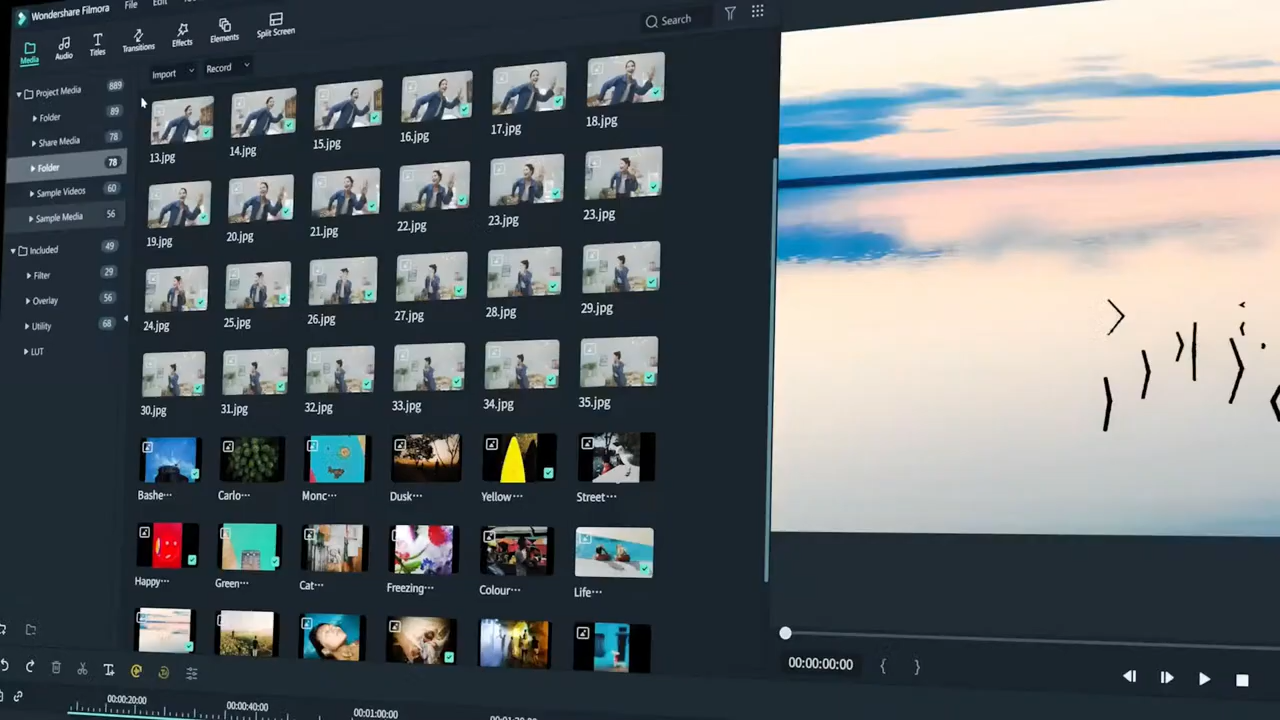 Wondershare Filmora File Edit
Media Audio Titles Transitions Effects Elements Split Screen
Search
Import Record
Project Media 889
Folder 89
Share Media 78
Folder 78
Sample Videos 60
Sample Media 56
Included 49
Filter 29
Overlay 56
Utility 68
LUT
13.jpg 14.jpg 15.jpg 16.jpg 17.jpg 18.jpg
19.jpg 20.jpg 21.jpg 22.jpg 23.jpg 23.jpg
24.jpg 25.jpg 26.jpg 27.jpg 28.jpg 29.jpg
30.jpg 31.jpg 32.jpg 33.jpg 34.jpg 35.jpg
Bashe··· Carlo··· Monc··· Dusk··· Yellow··· Street···
Happy··· Green··· Cat··· Freezing··· Colour··· Life···
00:00:00:00 { }
00:00:20:00 00:00:40:00 00:01:00:00